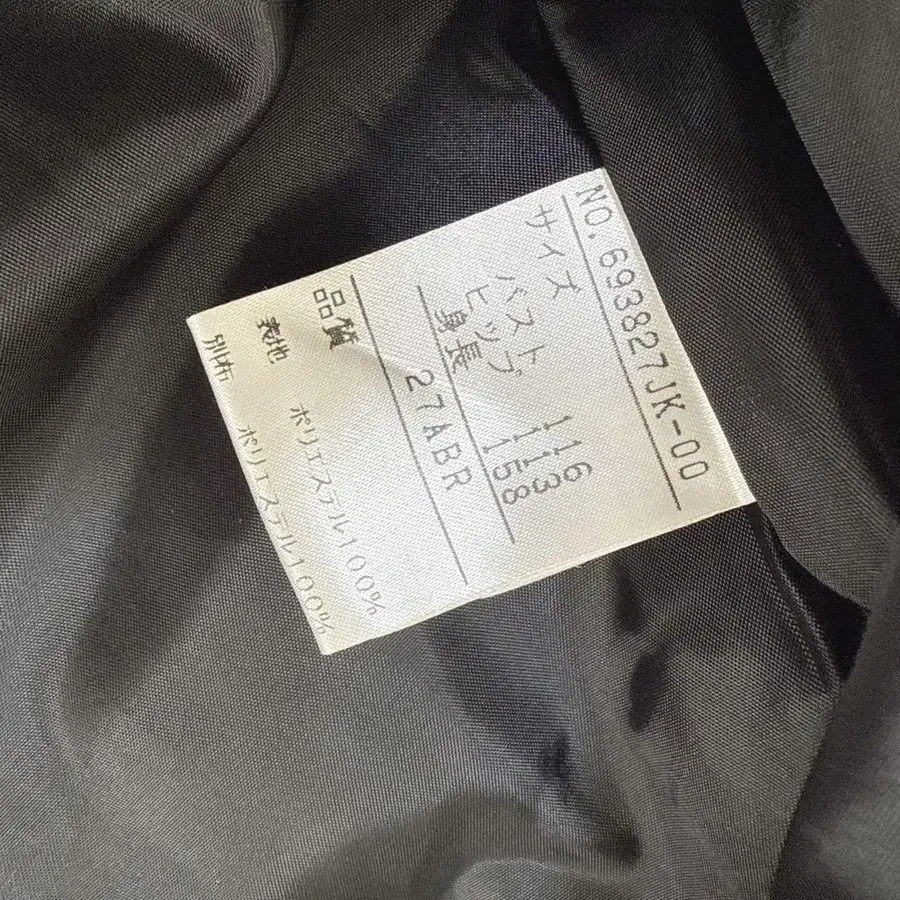 NO.693827JK-00
サイズ
バスト 116
ヒップ 113
身長 158
27ABR
品質
表地 ポリエステル100%
別布 ポリエステル100%